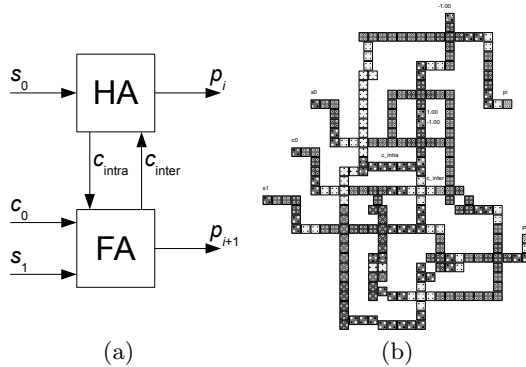 s0
HA
pi
cintra
cinter
c0
FA
pi+1
s1
(a)
-1.00
s0
pi
1.00
-1.00
c0
c_intra
c_inter
s1
(b)